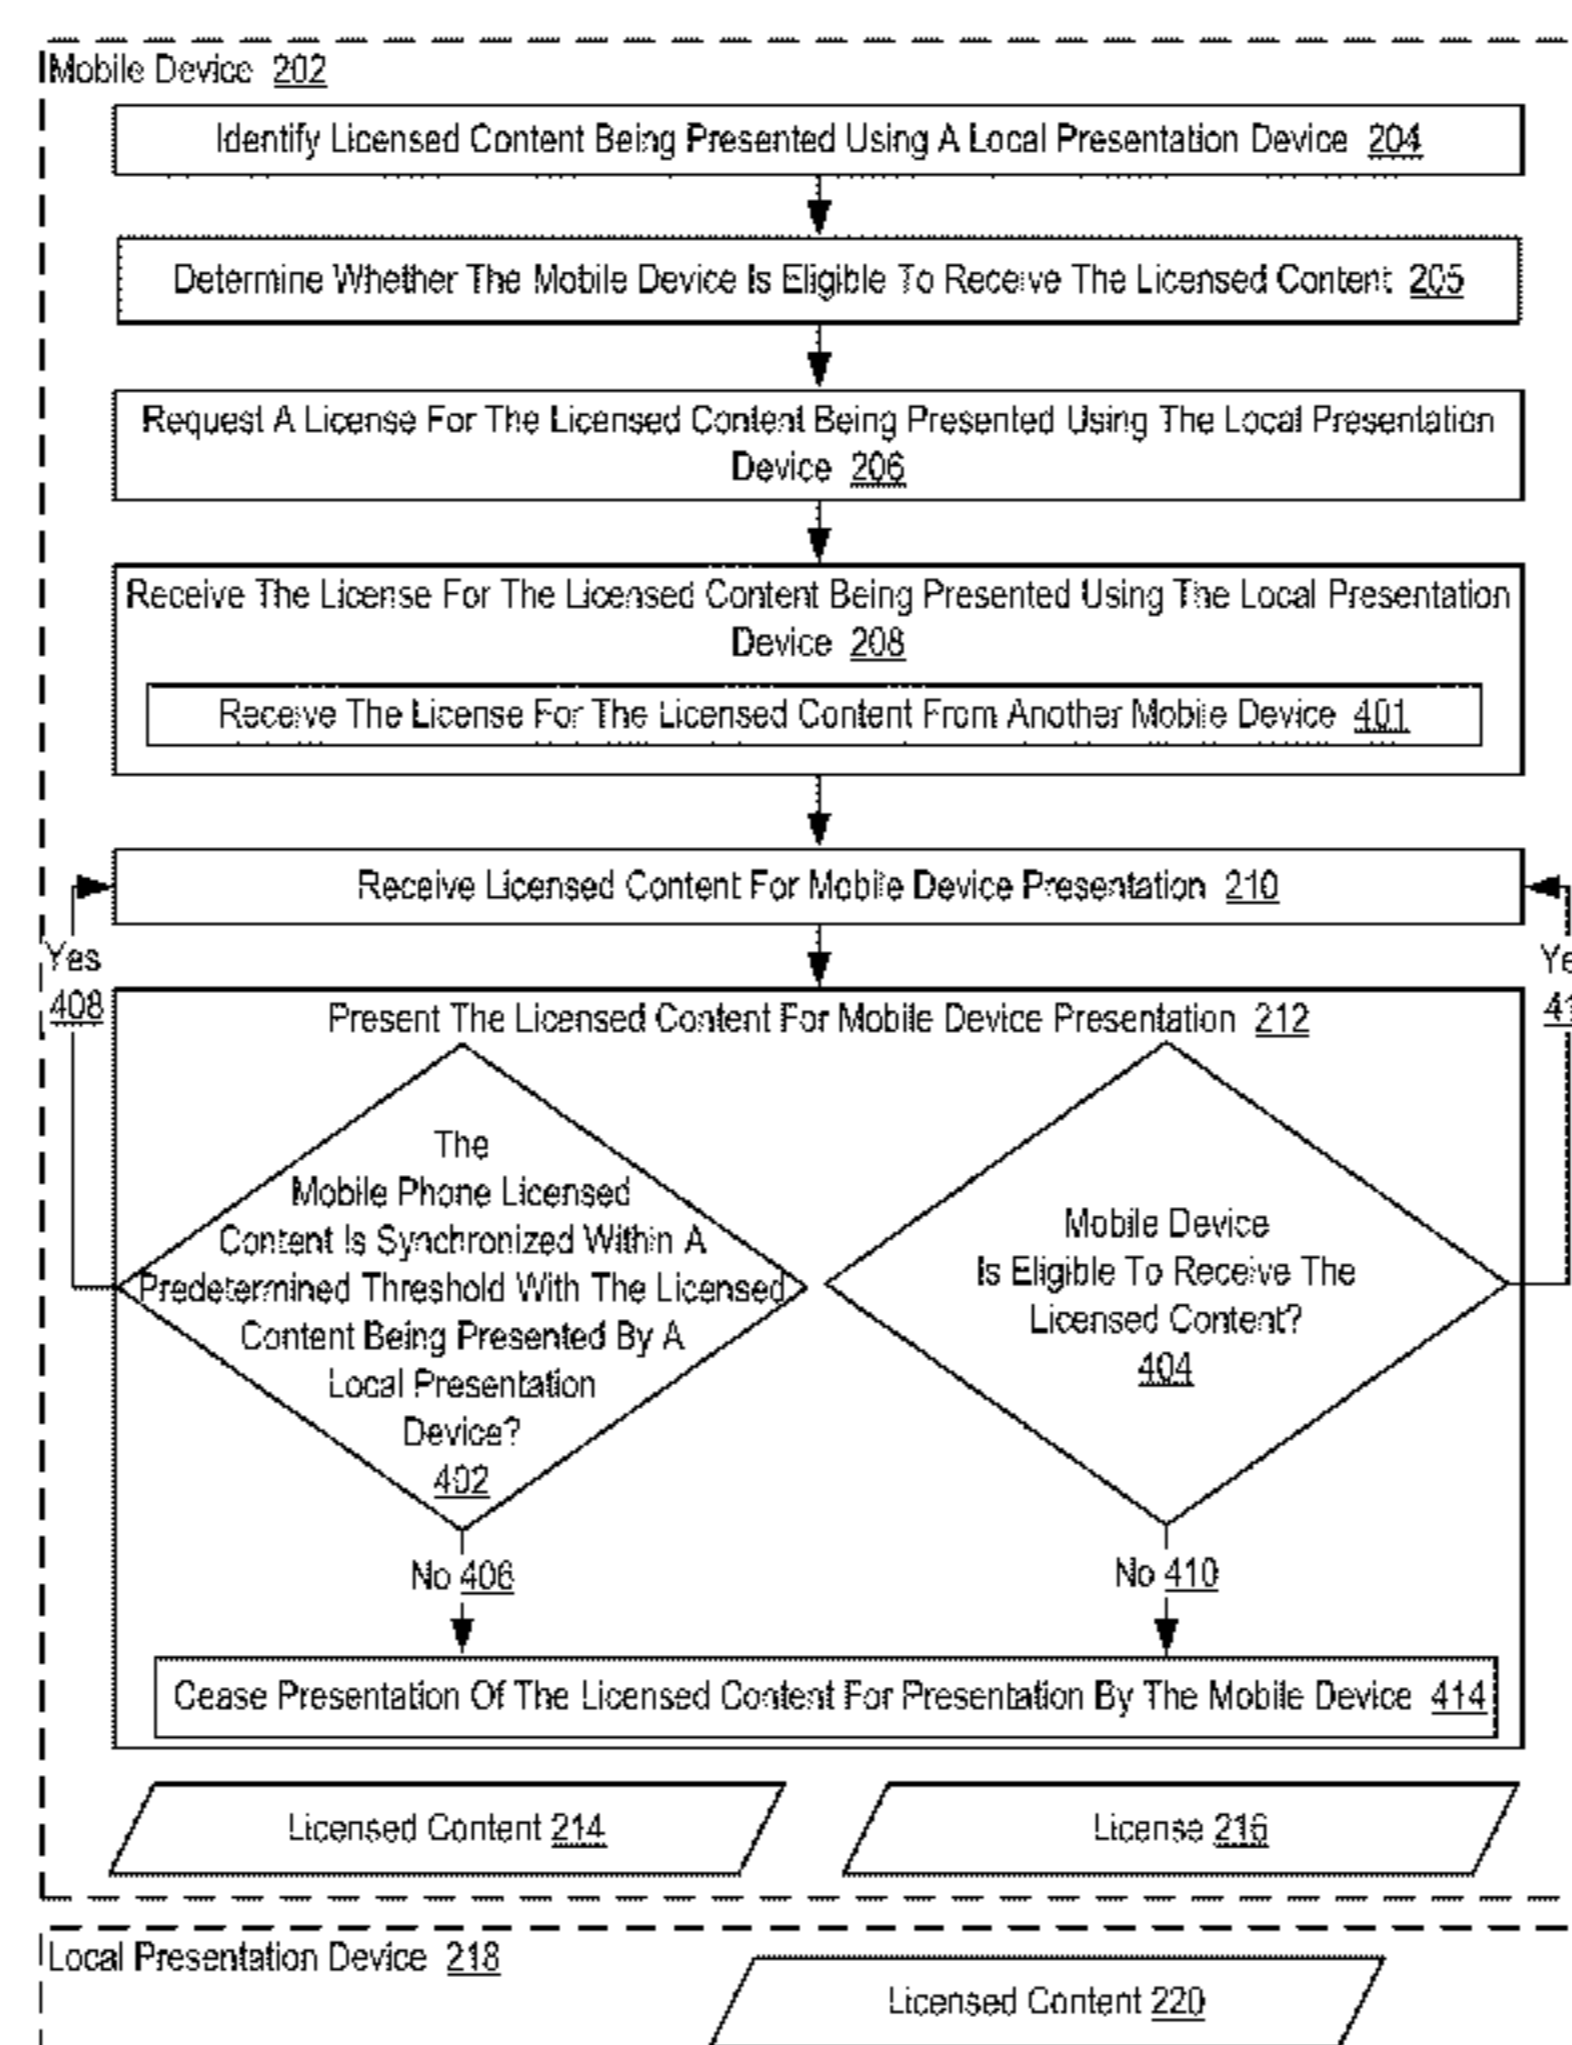 Mobile Device 202
Identify Licensed Content Being Presented Using A Local Presentation Device 204
Determine Whether The Mobile Device Is Eligible To Receive The Licensed Content 205
Request A License For The Licensed Content Being Presented Using The Local Presentation
Device 206
Receive The License For The Licensed Content Being Presented Using The Local Presentation
Device 208
Receive The License For The Licensed Content From Another Mobile Device 401
Receive Licensed Content For Mobile Device Presentation 210
Yes
408
Present The Licensed Content For Mobile Device Presentation 212
The
Mobile Phone Licensed
Content Is Synchronized Within A
Predetermined Threshold With The Licensed
Content Being Presented By A
Local Presentation
Device?
402
Mobile Device
Is Eligible To Receive The
Licensed Content?
404
No 406
No 410
Cease Presentation Of The Licensed Content For Presentation By The Mobile Device 414
Licensed Content 214
License 216
Local Presentation Device 218
Licensed Content 220